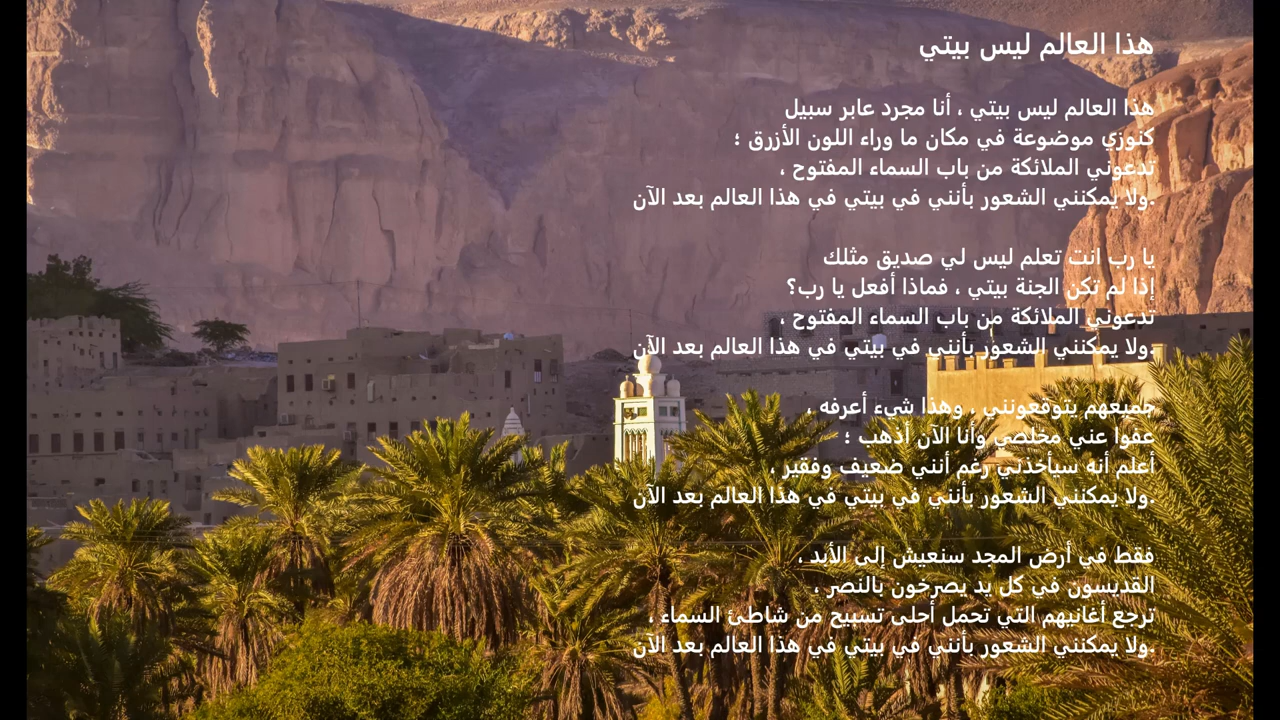 هذا العالم ليس بيتي
هذا العالم ليس بيتي ، أنا مجرد عابر سبيل
كنوزي موضوعة في مكان ما وراء اللون الأزرق ؛
تدعوني الملائكة من باب السماء المفتوح ،
.ولا يمكنني الشعور بأنني في بيتي في هذا العالم بعد الآن
يا رب انت تعلم ليس لي صديق مثلك
إذا لم تكن الجنة بيتي ، فماذا أفعل يا رب؟
تدعوني الملائكة من باب السماء المفتوح ،
.ولا يمكنني الشعور بأنني في بيتي في هذا العالم بعد الآن
جميعهم يتوقعونني ، وهذا شيء أعرفه ،
عفوا عني مخلصي وأنا الآن أذهب ؛
أعلم أنه سيأخذني رغم أنني ضعيف وفقير ،
.ولا يمكنني الشعور بأنني في بيتي في هذا العالم بعد الآن
فقط في أرض المجد سنعيش إلى الأبد ،
القديسون في كل يد يصرخون بالنصر ،
ترجع أغانيهم التي تحمل أحلى تسبيح من شاطئ السماء ،
.ولا يمكنني الشعور بأنني في بيتي في هذا العالم بعد الآن